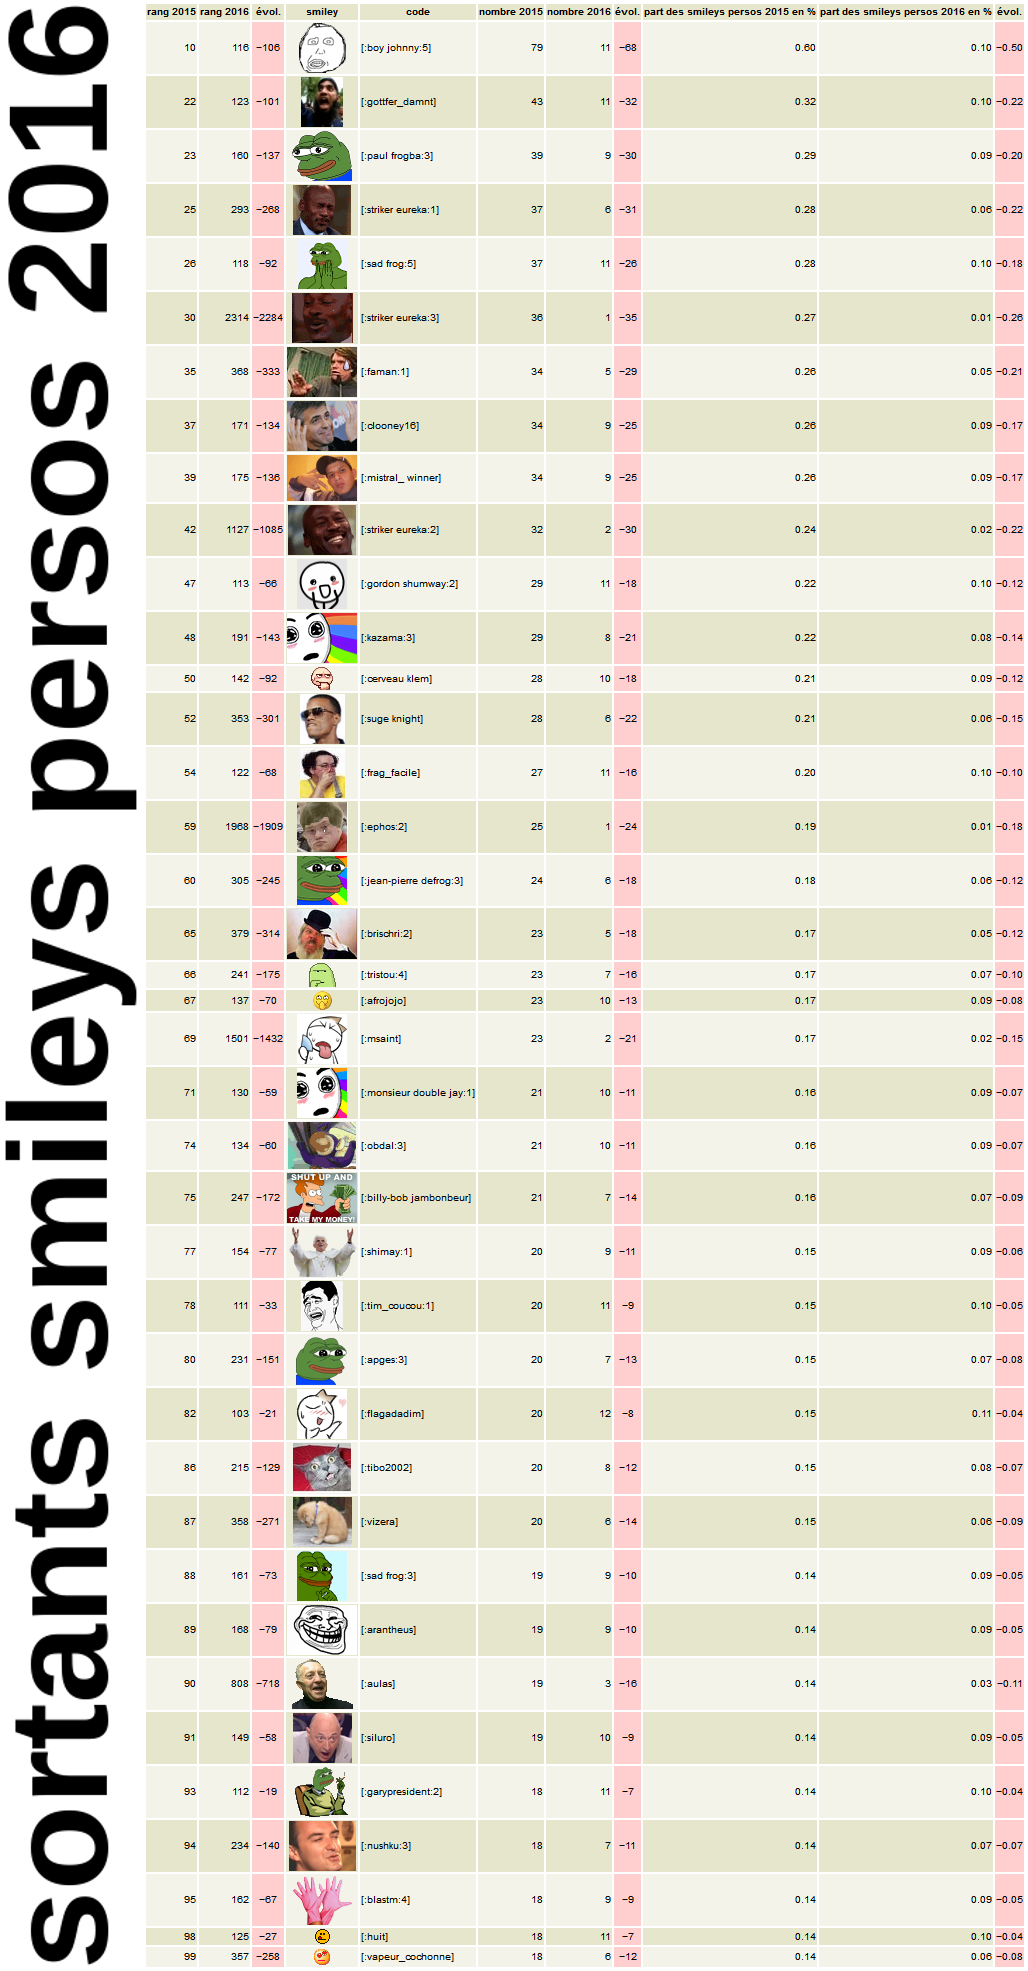 sortants smileys persos 2016
rang 2015 rang 2016 évol. smiley code nombre 2015 nombre 2016 évol. part des smileys persos 2015 en % part des smileys persos 2016 en % évol.
10 116 −106 [:boy johnny:5] 79 11 −68 0.60 0.10 −0.50
22 123 −101 [:gottfer_damnt] 43 11 −32 0.32 0.10 −0.22
23 160 −137 [:paul frogba:3] 39 9 −30 0.29 0.09 −0.20
25 293 −268 [:striker eureka:1] 37 6 −31 0.28 0.06 −0.22
26 118 −92 [:sad frog:5] 37 11 −26 0.28 0.10 −0.18
30 2314 −2284 [:striker eureka:3] 36 1 −35 0.27 0.01 −0.26
35 368 −333 [:faman:1] 34 5 −29 0.26 0.05 −0.21
37 171 −134 [:clooney16] 34 9 −25 0.26 0.09 −0.17
39 175 −136 [:mistral_ winner] 34 9 −25 0.26 0.09 −0.17
42 1127 −1085 [:striker eureka:2] 32 2 −30 0.24 0.02 −0.22
47 113 −66 [:gordon shumway:2] 29 11 −18 0.22 0.10 −0.12
48 191 −143 [:kazama:3] 29 8 −21 0.22 0.08 −0.14
50 142 −92 [:cerveau klem] 28 10 −18 0.21 0.09 −0.12
52 353 −301 [:suge knight] 28 6 −22 0.21 0.06 −0.15
54 122 −68 [:frag_facile] 27 11 −16 0.20 0.10 −0.10
59 1968 −1909 [:ephos:2] 25 1 −24 0.19 0.01 −0.18
60 305 −245 [:jean-pierre defrog:3] 24 6 −18 0.18 0.06 −0.12
65 379 −314 [:brischri:2] 23 5 −18 0.17 0.05 −0.12
66 241 −175 [:tristou:4] 23 7 −16 0.17 0.07 −0.10
67 137 −70 [:afrojojo] 23 10 −13 0.17 0.09 −0.08
69 1501 −1432 [:msaint] 23 2 −21 0.17 0.02 −0.15
71 130 −59 [:monsieur double jay:1] 21 10 −11 0.16 0.09 −0.07
74 134 −60 [:obdal:3] 21 10 −11 0.16 0.09 −0.07
SHUT UP AND
75 247 −172 [:billy-bob jambonbeur] 21 7 −14 0.16 0.07 −0.09
TAKE MY MONEY!
77 154 −77 [:shimay:1] 20 9 −11 0.15 0.09 −0.06
78 111 −33 [:tim_coucou:1] 20 11 −9 0.15 0.10 −0.05
80 231 −151 [:apges:3] 20 7 −13 0.15 0.07 −0.08
82 103 −21 [:flagadadim] 20 12 −8 0.15 0.11 −0.04
86 215 −129 [:tibo2002] 20 8 −12 0.15 0.08 −0.07
87 358 −271 [:vizera] 20 6 −14 0.15 0.06 −0.09
88 161 −73 [:sad frog:3] 19 9 −10 0.14 0.09 −0.05
89 168 −79 [:arantheus] 19 9 −10 0.14 0.09 −0.05
90 808 −718 [:aulas] 19 3 −16 0.14 0.03 −0.11
91 149 −58 [:siluro] 19 10 −9 0.14 0.09 −0.05
93 112 −19 [:garypresident:2] 18 11 −7 0.14 0.10 −0.04
94 234 −140 [:nushku:3] 18 7 −11 0.14 0.07 −0.07
95 162 −67 [:blastm:4] 18 9 −9 0.14 0.09 −0.05
98 125 −27 [:huit] 18 11 −7 0.14 0.10 −0.04
99 357 −258 [:vapeur_cochonne] 18 6 −12 0.14 0.06 −0.08